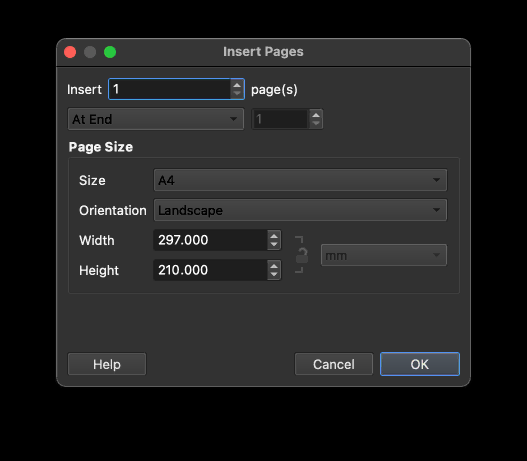 Insert Pages
Insert 1 page(s)
At End 1
Page Size
Size A4
Orientation Landscape
Width 297.000
mm
Height 210.000
Help Cancel OK